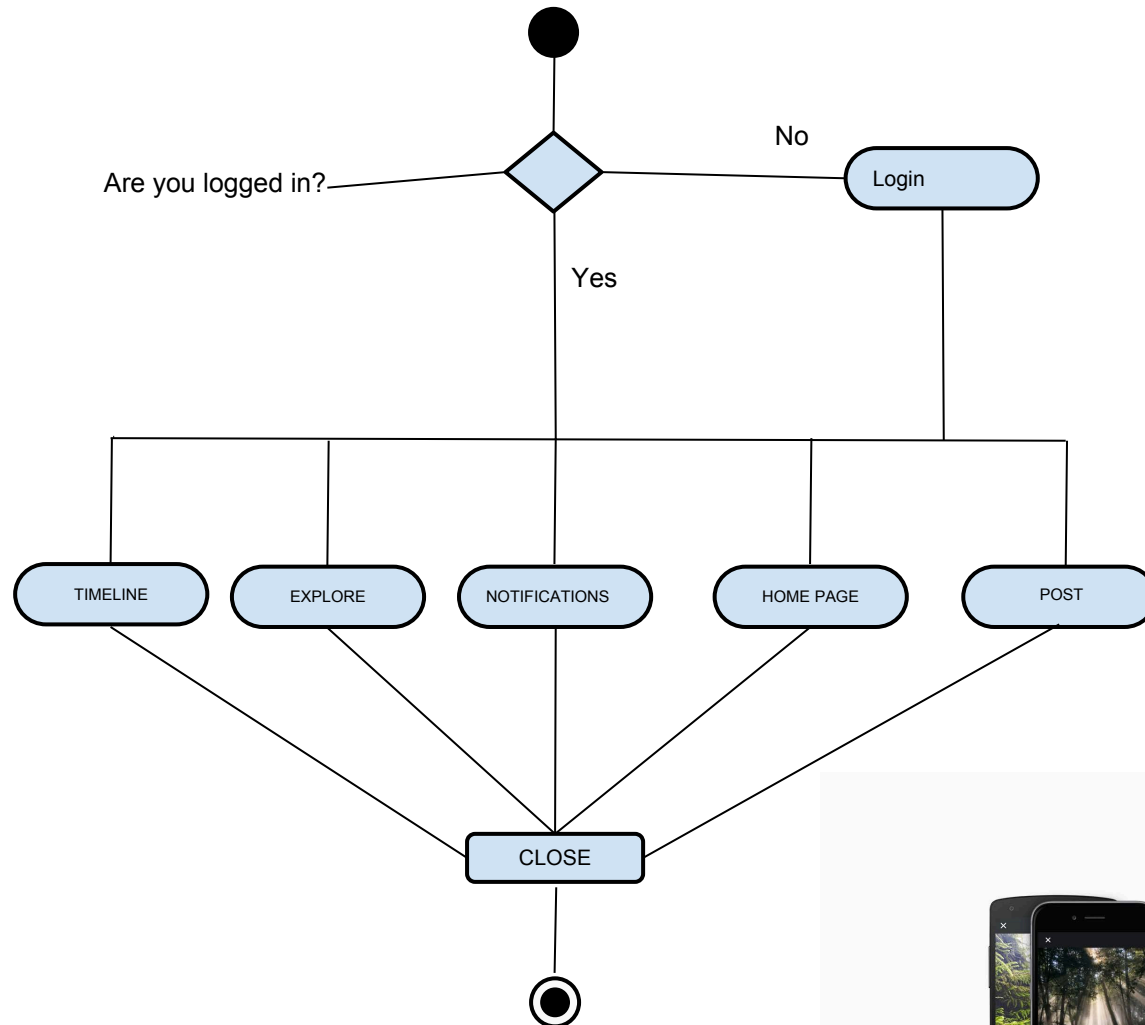 No
Are you logged in?
Login
Yes
TIMELINE
EXPLORE
NOTIFICATIONS
HOME PAGE
POST
CLOSE